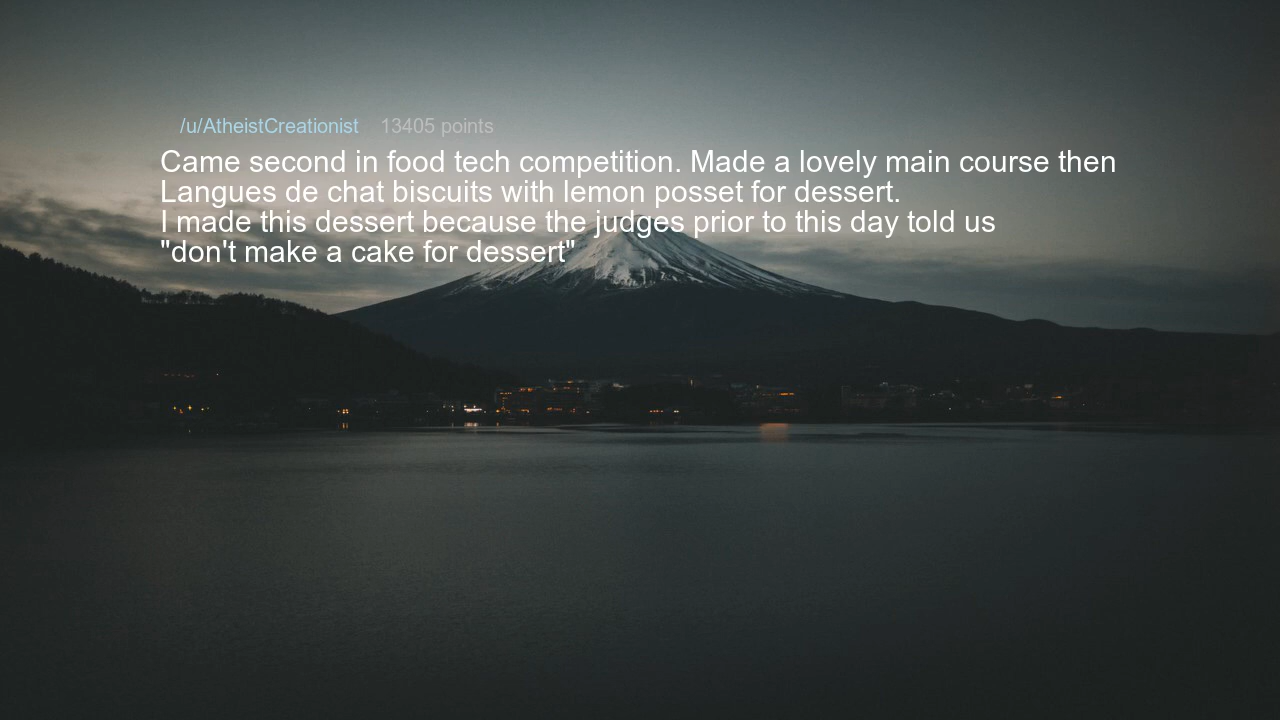 /u/AtheistCreationist 13405 points
Came second in food tech competition. Made a lovely main course then
Langues de chat biscuits with lemon posset for dessert.
I made this dessert because the judges prior to this day told us
"don't make a cake for dessert"